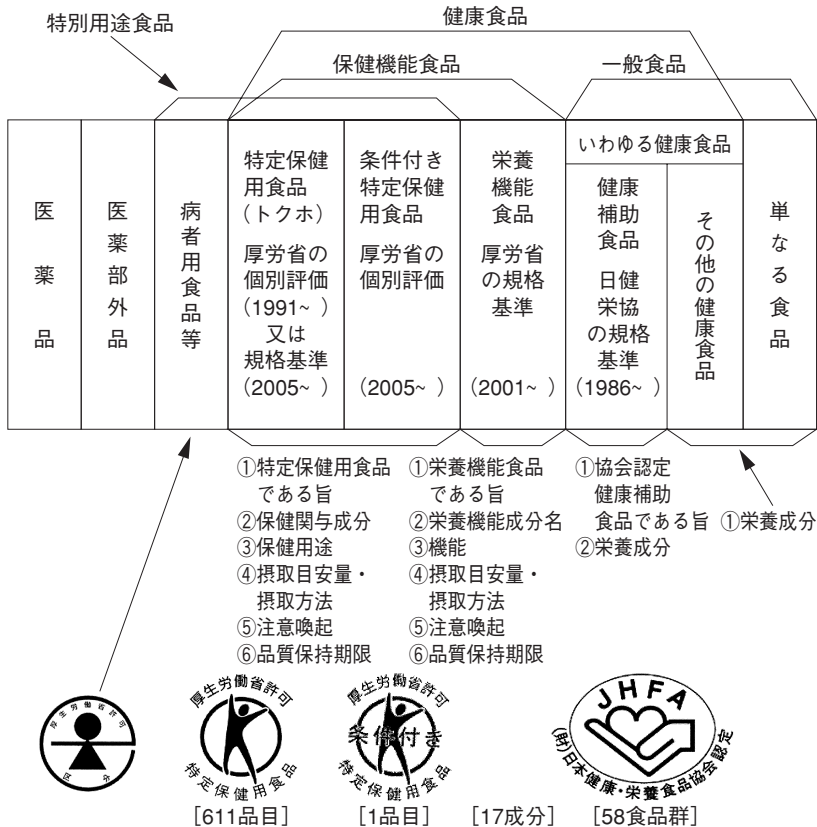 特別用途食品
健康食品
保健機能食品
一般食品
医薬品
医薬部外品
病者用食品等
特定保健
用食品
（トクホ）
厚労省の
個別評価
（1991~ ）
又は
規格基準
（2005~ ）
条件付き
特定保健
用食品
厚労省の
個別評価
（2005~ ）
栄養
機能
食品
厚労省
の規格
基準
（2001~ ）
いわゆる健康食品
健康
補助
食品
日健
栄協
の規格
基準
（1986~ ）
その他の健康食品
単なる食品
①特定保健用食品
である旨
②保健関与成分
③保健用途
④摂取目安量・
摂取方法
⑤注意喚起
⑥品質保持期限
①栄養機能食品
である旨
②栄養機能成分名
③機能
④摂取目安量・
摂取方法
⑤注意喚起
⑥品質保持期限
①協会認定
健康補助
食品である旨
②栄養成分
①栄養成分
厚生労働省許可
区分
厚生労働省許可
特定保健用食品
[611品目]
厚生労働省許可
条件付き
特定保健用食品
[1品目]
[17成分]
JHFA
(財)日本健康・栄養食品協会認定
[58食品群]